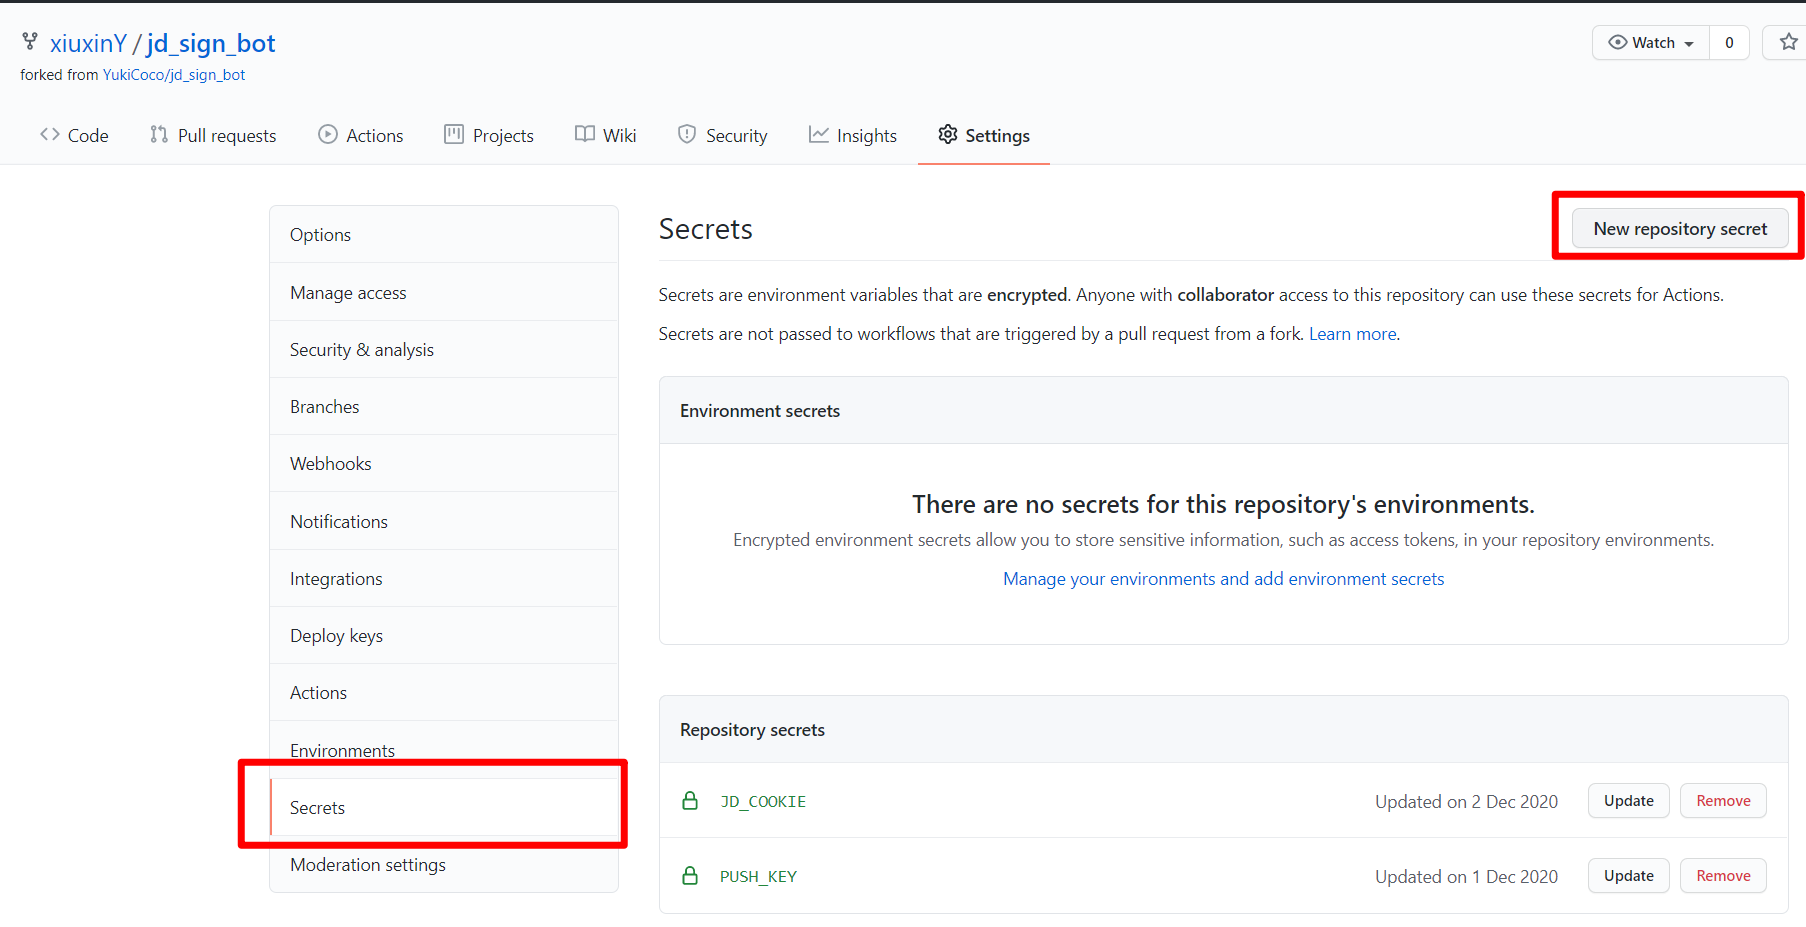 xiuxinY / jd_sign_bot
forked from YukiCoco/jd_sign_bot
Watch 0
Code Pull requests Actions Projects Wiki Security Insights Settings
Options
Manage access
Security & analysis
Branches
Webhooks
Notifications
Integrations
Deploy keys
Actions
Environments
Secrets
Moderation settings
Secrets
New repository secret
Secrets are environment variables that are encrypted. Anyone with collaborator access to this repository can use these secrets for Actions.
Secrets are not passed to workflows that are triggered by a pull request from a fork. Learn more.
Environment secrets
There are no secrets for this repository's environments.
Encrypted environment secrets allow you to store sensitive information, such as access tokens, in your repository environments.
Manage your environments and add environment secrets
Repository secrets
JD_COOKIE Updated on 2 Dec 2020 Update Remove
PUSH_KEY Updated on 1 Dec 2020 Update Remove